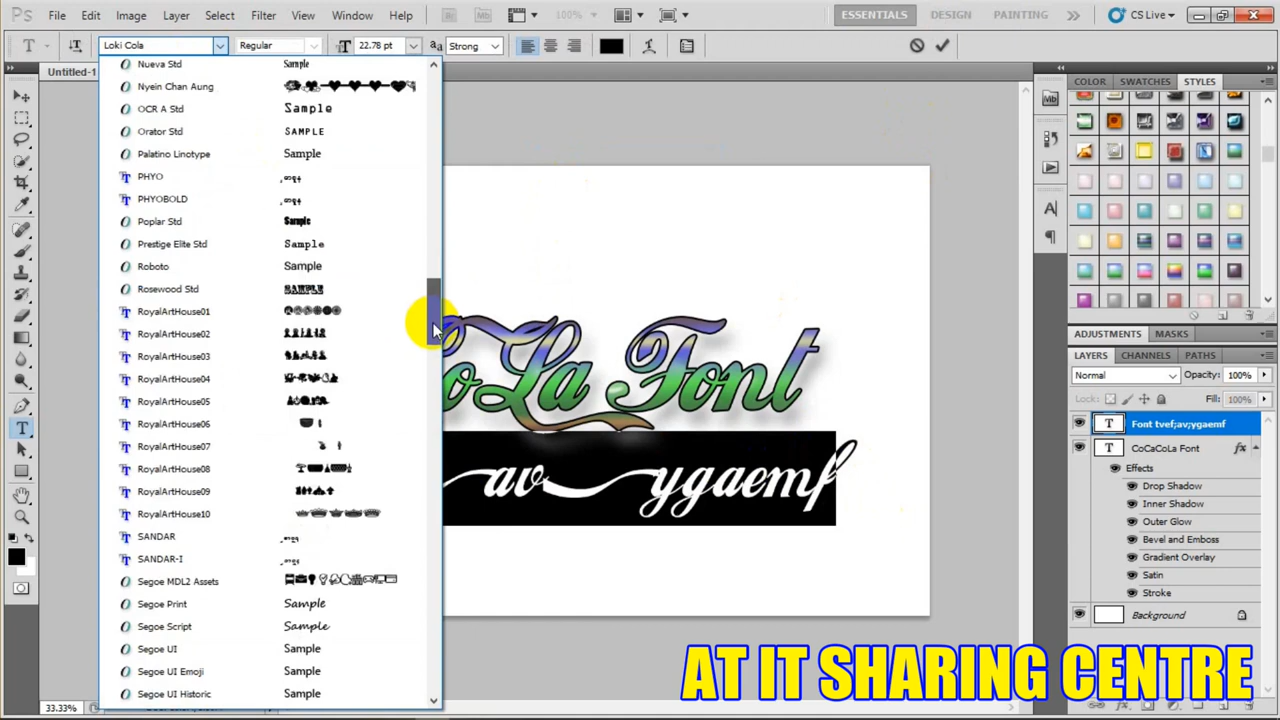 Ps File Edit Image Layer Select Filter View Window Help Br Mb 100% ESSENTIALS DESIGN PAINTING CS Live
T Loki Cola Regular 22.78 pt aa Strong
Untitled-1
Nueva Std Sample
Nyein Chan Aung
OCR A Std Sample
Orator Std SAMPLE
Palatino Linotype Sample
PHYO
PHYOBOLD
Poplar Std Sample
Prestige Elite Std Sample
Roboto Sample
Rosewood Std SAMPLE
RoyalArtHouse01
RoyalArtHouse02
RoyalArtHouse03
RoyalArtHouse04
RoyalArtHouse05
RoyalArtHouse06
RoyalArtHouse07
RoyalArtHouse08
RoyalArtHouse09
RoyalArtHouse10
SANDAR
SANDAR-I
Segoe MDL2 Assets
Segoe Print Sample
Segoe Script Sample
Segoe UI Sample
Segoe UI Emoji Sample
Segoe UI Historic Sample
33.33%
oLa Font
av ygaemf
COLOR SWATCHES STYLES
ADJUSTMENTS MASKS
LAYERS CHANNELS PATHS
Normal Opacity: 100%
Lock: Fill: 100%
T Font tvef;av;ygaemf
T CoCaCoLa Font fx
Effects
Drop Shadow
Inner Shadow
Outer Glow
Bevel and Emboss
Gradient Overlay
Satin
Stroke
Background
AT IT SHARING CENTRE